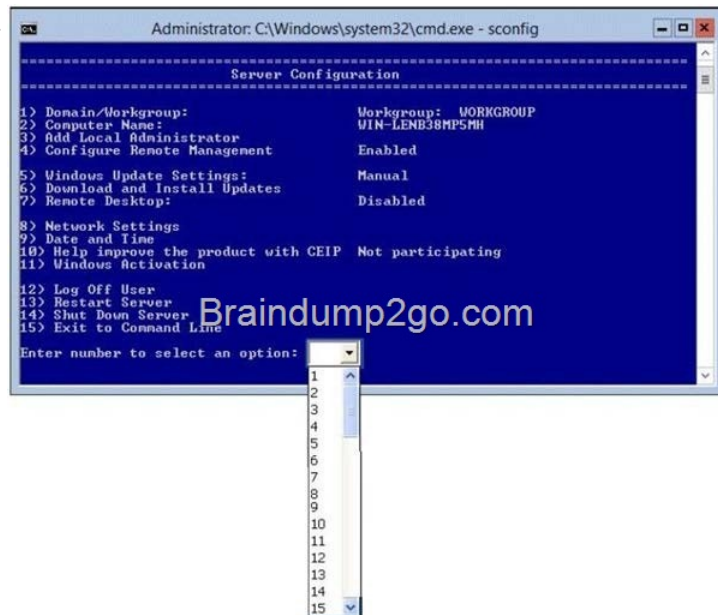 Administrator: C:\Windows\system32\cmd.exe - sconfig
Server Configuration
1) Domain/Workgroup: Workgroup: WORKGROUP
2) Computer Name: WIN-LENB38MP5MH
3) Add Local Administrator
4) Configure Remote Management Enabled
5) Windows Update Settings: Manual
6) Download and Install Updates
7) Remote Desktop: Disabled
8) Network Settings
9) Date and Time
10) Help improve the product with CEIP Not participating
11) Windows Activation
12) Log Off User
13) Restart Server
14) Shut Down Server
15) Exit to Command Line
Braindump2go.com
Enter number to select an option:
1
2
3
4
5
6
7
8
9
10
11
12
13
14
15